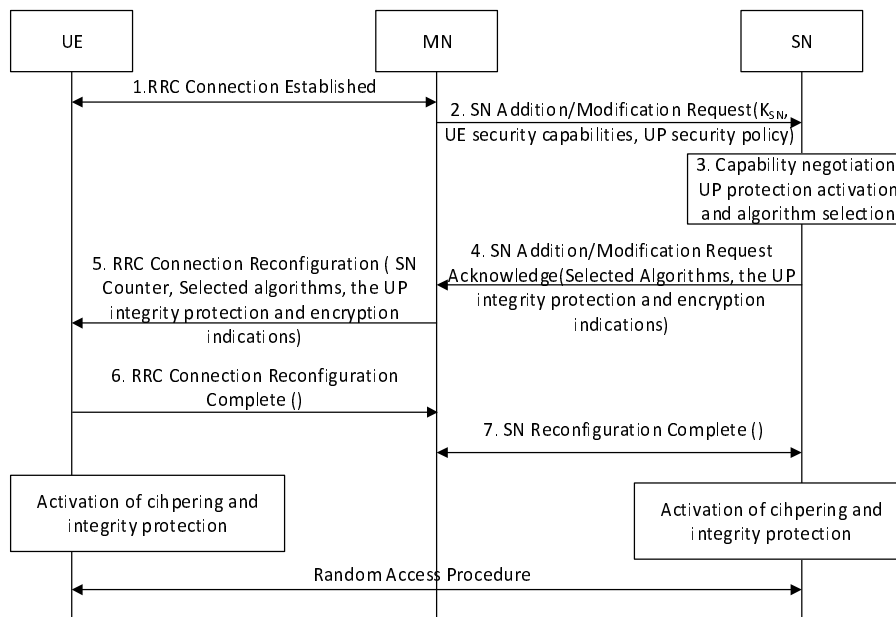 UE
MN
SN
1.RRC Connection Established
2. SN Addition/Modification Request(KSN,
UE security capabilities, UP security policy)
3. Capability negotiation
UP protection activation
and algorithm selection
4. SN Addition/Modification Request
Acknowledge(Selected Algorithms, the UP
integrity protection and encryption
indications)
5. RRC Connection Reconfiguration ( SN
Counter, Selected algorithms, the UP
integrity protection and encryption
indications)
6. RRC Connection Reconfiguration
Complete ()
7. SN Reconfiguration Complete ()
Activation of cihpering and
integrity protection
Activation of cihpering and
integrity protection
Random Access Procedure